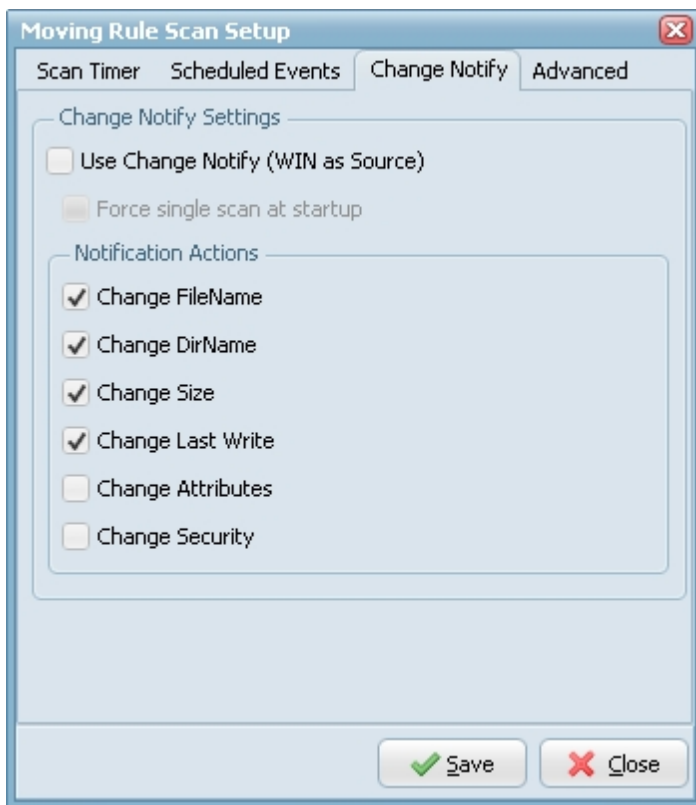 Moving Rule Scan Setup
Scan Timer Scheduled Events Change Notify Advanced
Change Notify Settings
Use Change Notify (WIN as Source)
Force single scan at startup
Notification Actions
Change FileName
Change DirName
Change Size
Change Last Write
Change Attributes
Change Security
Save Close